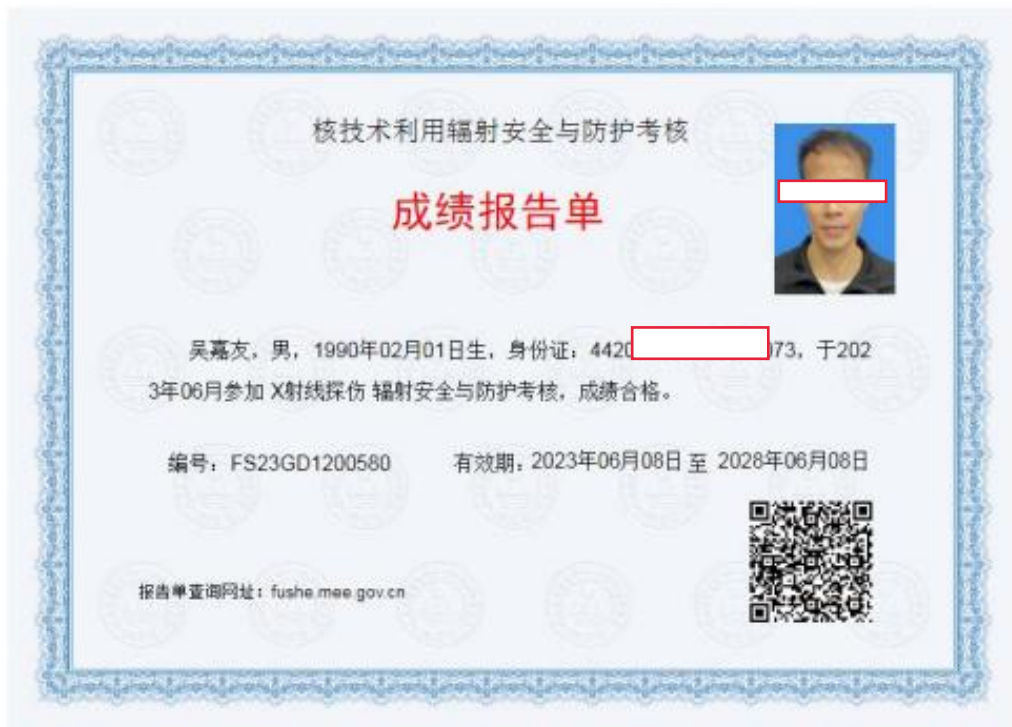 核技术利用辐射安全与防护考核
成绩报告单
吴嘉友，男，1990年02月01日生，身份证：4420 073，于202
3年06月参加 X射线探伤 辐射安全与防护考核，成绩合格。
编号：FS23GD1200580 有效期：2023年06月08日 至 2028年06月08日
报告单查询网址：fushe.mee.gov.cn